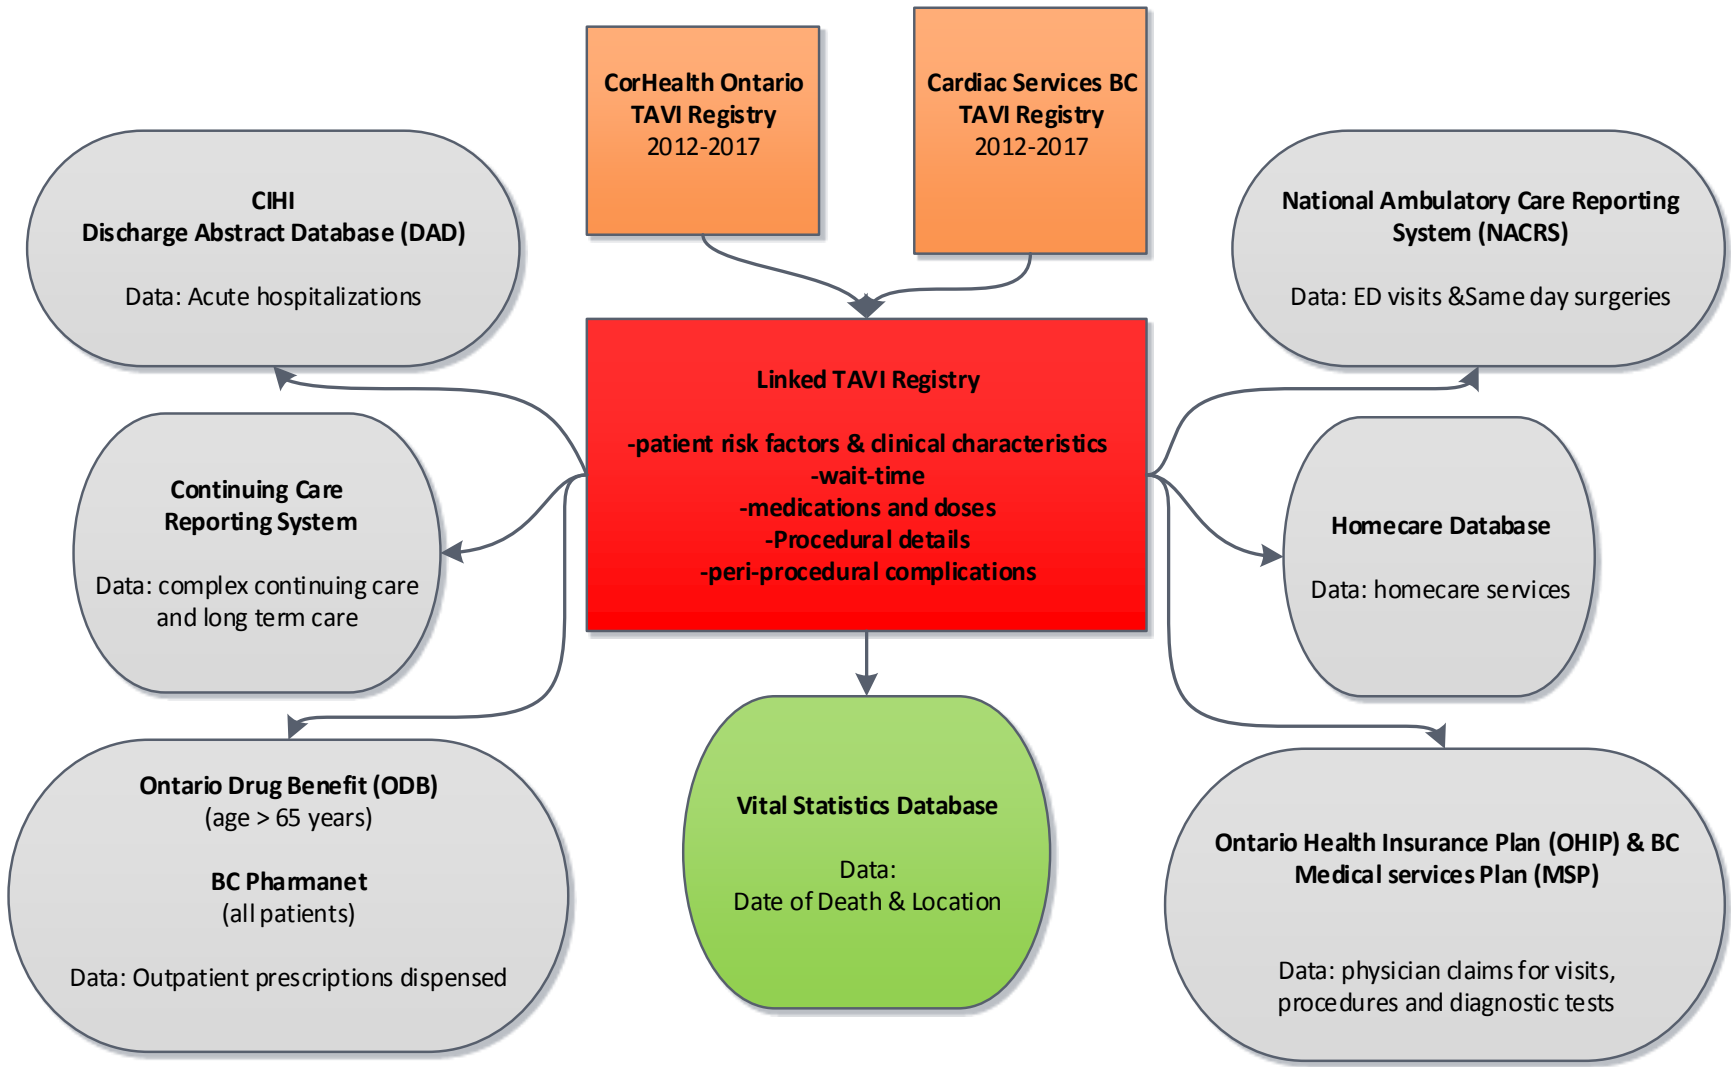 CorHealth Ontario
TAVI Registry
2012-2017
Cardiac Services BC
TAVI Registry
2012-2017
CIHI
Discharge Abstract Database (DAD)
Data: Acute hospitalizations
National Ambulatory Care Reporting
System (NACRS)
Data: ED visits &Same day surgeries
Linked TAVI Registry
-patient risk factors & clinical characteristics
-wait-time
-medications and doses
-Procedural details
-peri-procedural complications
Continuing Care
Reporting System
Data: complex continuing care
and long term care
Homecare Database
Data: homecare services
Ontario Drug Benefit (ODB)
(age > 65 years)
BC Pharmanet
(all patients)
Data: Outpatient prescriptions dispensed
Vital Statistics Database
Data:
Date of Death & Location
Ontario Health Insurance Plan (OHIP) & BC
Medical services Plan (MSP)
Data: physician claims for visits,
procedures and diagnostic tests